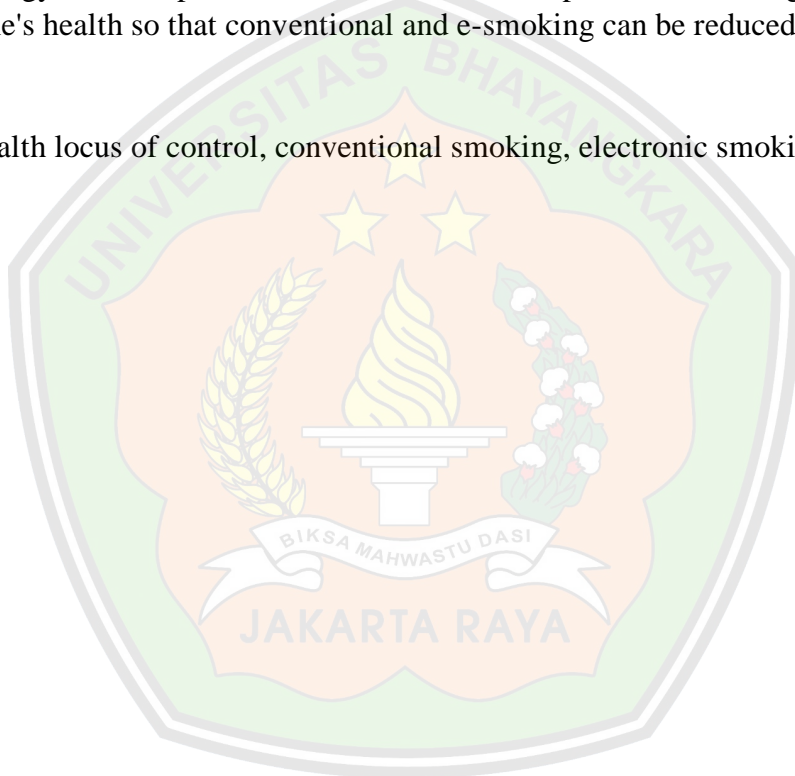 e's health so that conventional and e-smoking can be reduced
alth locus of control, conventional smoking, electronic smoki
UNIVERSITAS BHAYANGKARA
BIKSA MAHWASTU DASI
JAKARTA RAYA